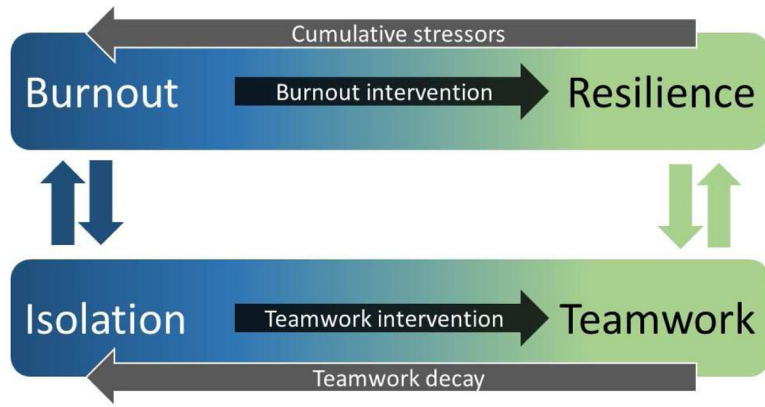 Cumulative stressors
Burnout
Burnout intervention
Resilience
Isolation
Teamwork intervention
Teamwork
Teamwork decay